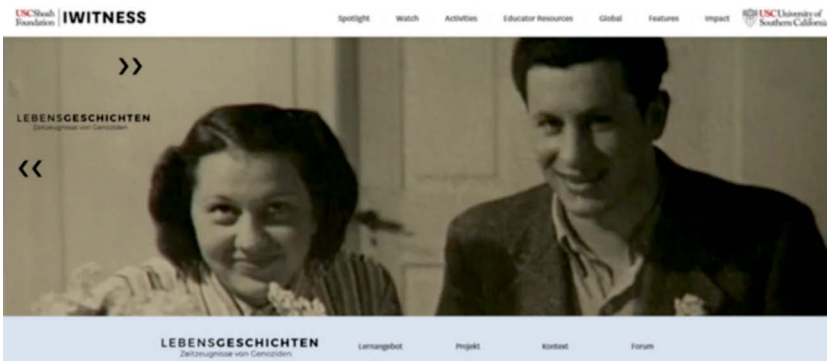 USC Shoah
Foundation
IWITNESS
Spotlight Watch Activities Educator Resources Global Features Impact
USC University of
Southern California
»
LEBENSGESCHICHTEN
Zeitzeugnisse von Genoziden
«
LEBENSGESCHICHTEN
Zeitzeugnisse von Genoziden
Lernangebot Projekt Kontext Forum